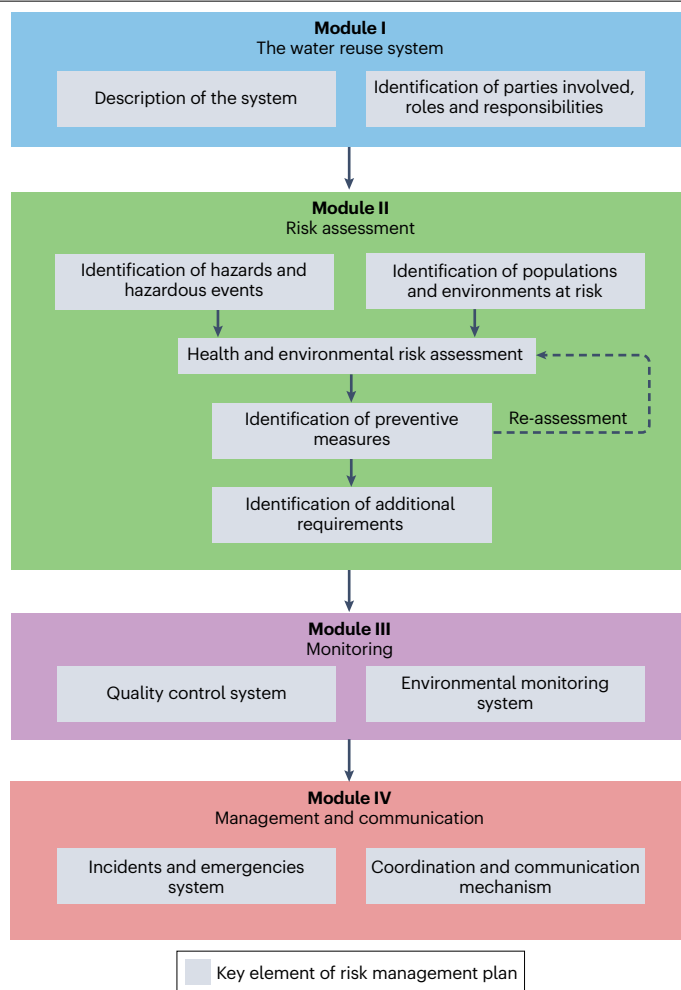 Module I
The water reuse system
Description of the system
Identification of parties involved,
roles and responsibilities
Module II
Risk assessment
Identification of hazards and
hazardous events
Identification of populations
and environments at risk
Health and environmental risk assessment
Identification of preventive
measures
Re-assessment
Identification of additional
requirements
Module III
Monitoring
Quality control system
Environmental monitoring
system
Module IV
Management and communication
Incidents and emergencies
system
Coordination and communication
mechanism
Key element of risk management plan